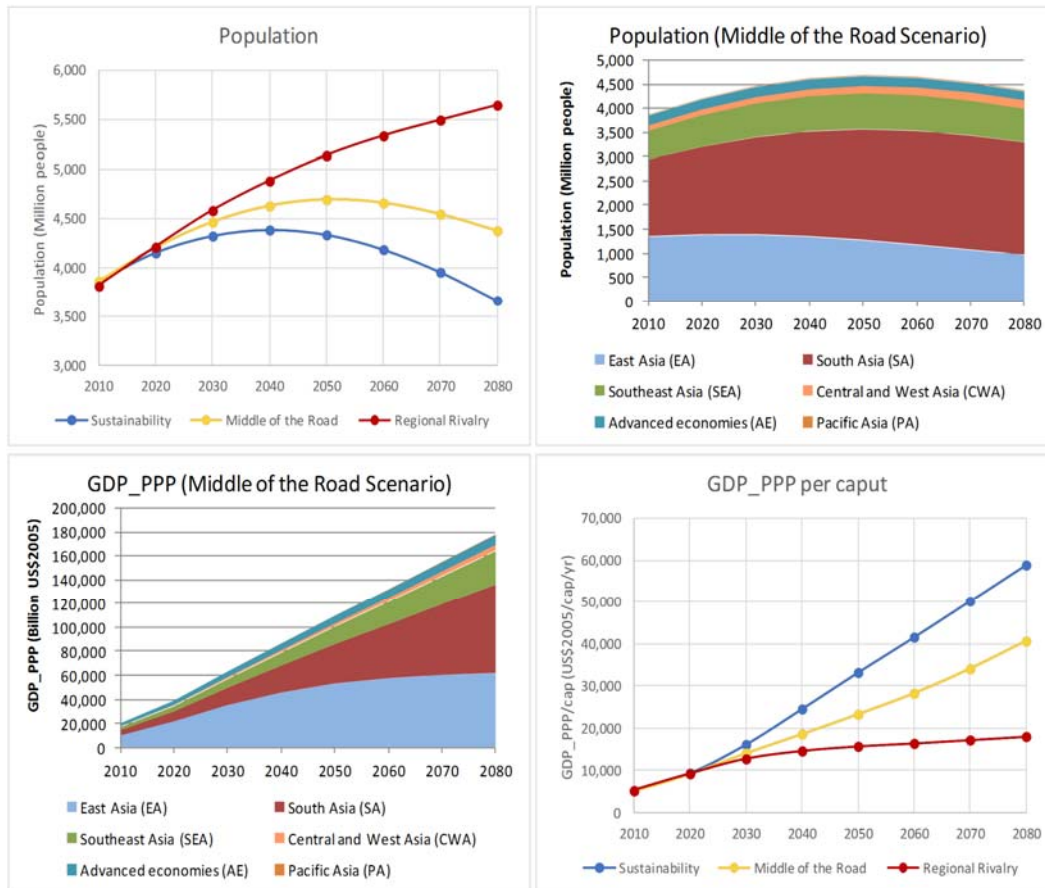 Population
Population (Million people)
6,000
5,500
5,000
4,500
4,000
3,500
3,000
2010 2020 2030 2040 2050 2060 2070 2080
Sustainability Middle of the Road Regional Rivalry
Population (Middle of the Road Scenario)
Population (Million people)
5,000
4,500
4,000
3,500
3,000
2,500
2,000
1,500
1,000
500
0
2010 2020 2030 2040 2050 2060 2070 2080
East Asia (EA) South Asia (SA)
Southeast Asia (SEA) Central and West Asia (CWA)
Advanced economies (AE) Pacific Asia (PA)
GDP_PPP (Middle of the Road Scenario)
GDP_PPP (Billion US$2005)
200,000
180,000
160,000
140,000
120,000
100,000
80,000
60,000
40,000
20,000
0
2010 2020 2030 2040 2050 2060 2070 2080
East Asia (EA) South Asia (SA)
Southeast Asia (SEA) Central and West Asia (CWA)
Advanced economies (AE) Pacific Asia (PA)
GDP_PPP per caput
GDP_PPP/cap (US$2005/cap/yr)
70,000
60,000
50,000
40,000
30,000
20,000
10,000
0
2010 2020 2030 2040 2050 2060 2070 2080
Sustainability Middle of the Road Regional Rivalry